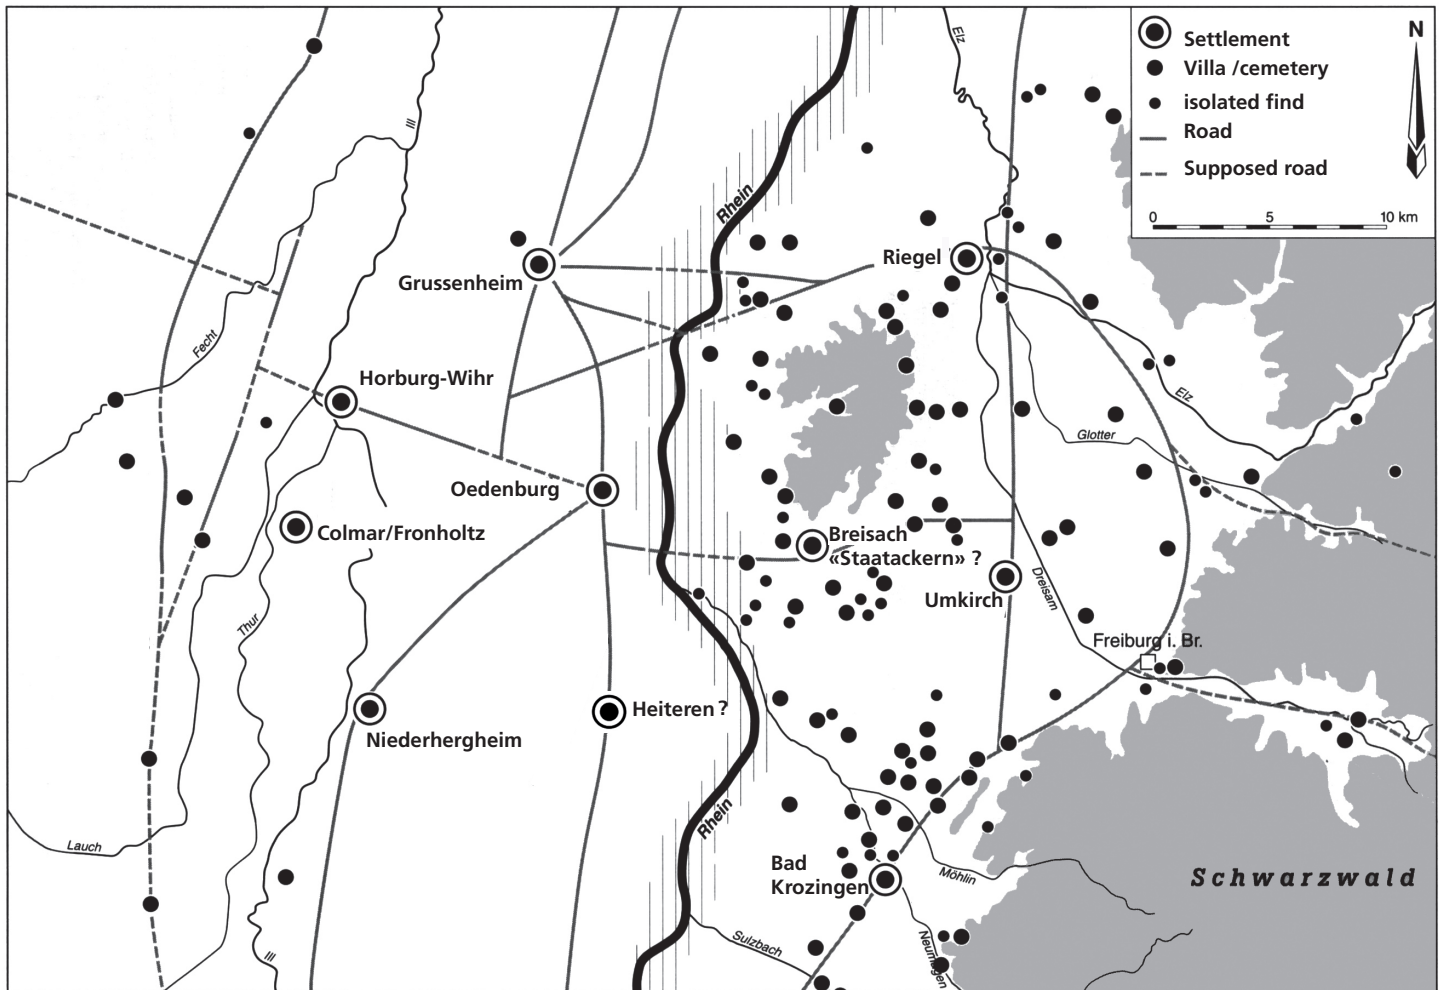 Settlement
Villa /cemetery
isolated find
Road
Supposed road
N
0 5 10 km
Elz
Ill
Rhein
Riegel
Grussenheim
Fecht
Horburg-Wihr
Elz
Glotter
Oedenburg
Colmar/Fronholtz
Breisach
«Staatackern» ?
Umkirch
Dreisam
Thur
Freiburg i. Br.
Heiteren ?
Niederhergheim
Rhein
Lauch
Bad
Krozingen
Möhlin
Schwarzwald
Sulzbach
Neumagen
Ill